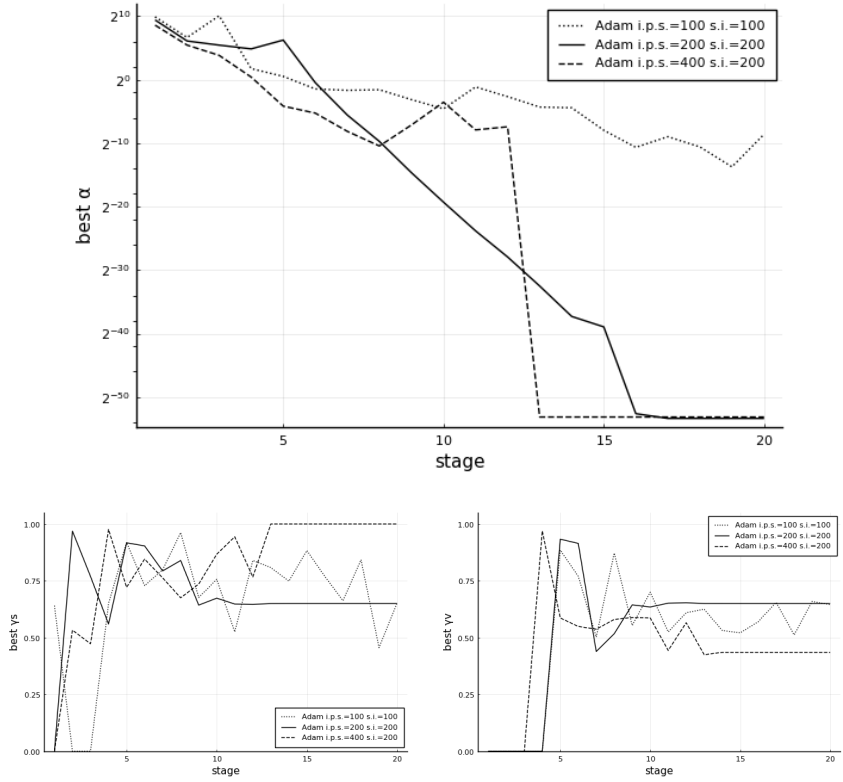 2¹⁰
2⁰
2⁻¹⁰
2⁻²⁰
2⁻³⁰
2⁻⁴⁰
2⁻⁵⁰
best α
5
10
15
20
stage
Adam i.p.s.=100 s.i.=100
Adam i.p.s.=200 s.i.=200
Adam i.p.s.=400 s.i.=200
1.00
0.75
0.50
0.25
0.00
best γs
5
10
15
20
stage
Adam i.p.s.=100 s.i.=100
Adam i.p.s.=200 s.i.=200
Adam i.p.s.=400 s.i.=200
1.00
0.75
0.50
0.25
0.00
best γv
5
10
15
20
stage
Adam i.p.s.=100 s.i.=100
Adam i.p.s.=200 s.i.=200
Adam i.p.s.=400 s.i.=200